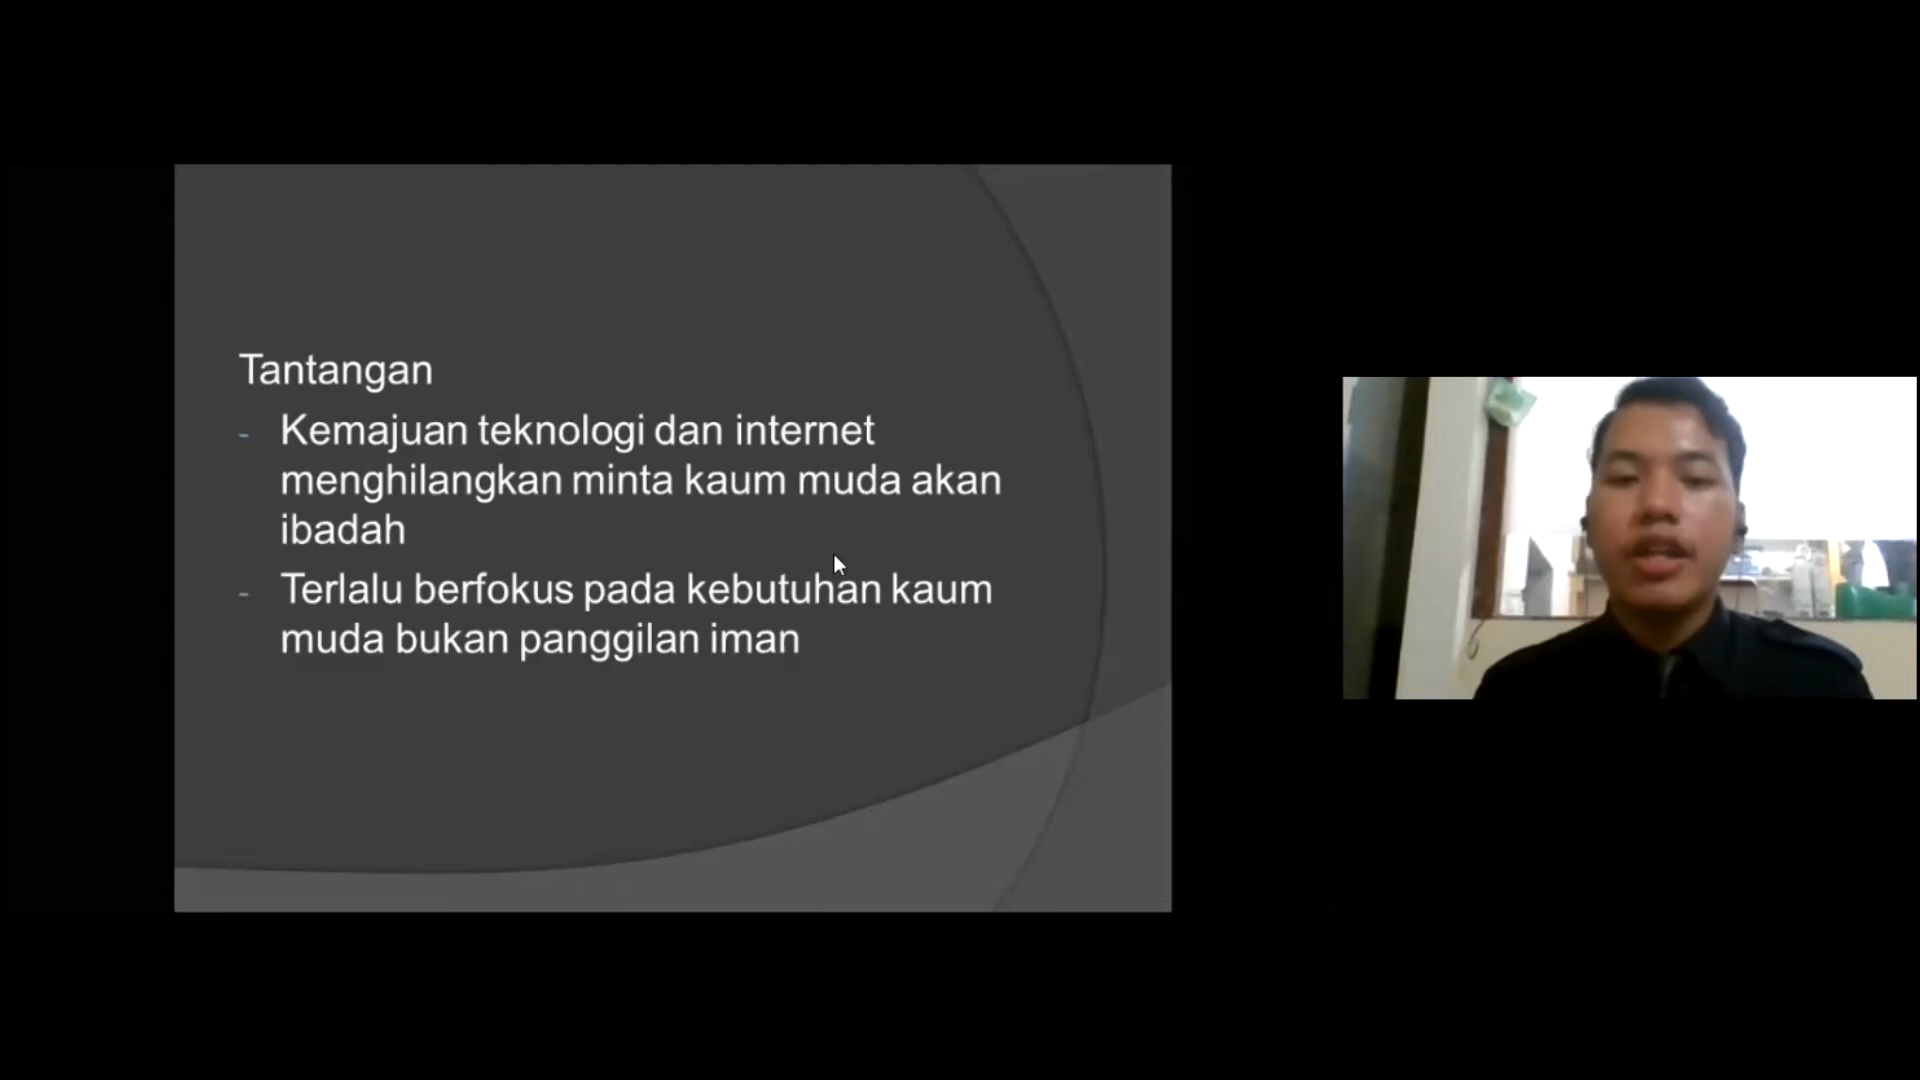 Tantangan
- Kemajuan teknologi dan internet
menghilangkan minta kaum muda akan
ibadah
- Terlalu berfokus pada kebutuhan kaum
muda bukan panggilan iman